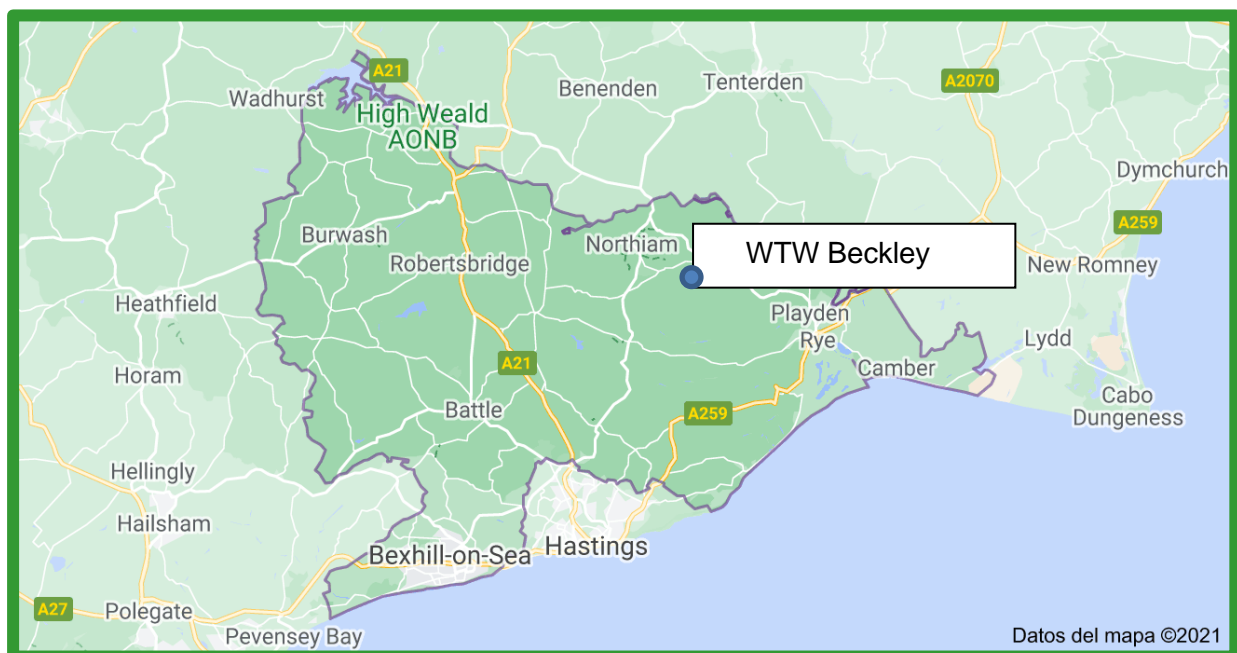 A21
Wadhurst
High Weald
AONB
Benenden
Tenterden
A2070
Dymchurch
A259
Burwash
Northiam
WTW Beckley
Robertsbridge
New Romney
Heathfield
Playden
Rye
Lydd
A21
Camber
Horam
Cabo
Dungeness
Battle
A259
Hellingly
Hailsham
Bexhill-on-Sea
Hastings
A27
Polegate
Pevensey Bay
Datos del mapa ©2021